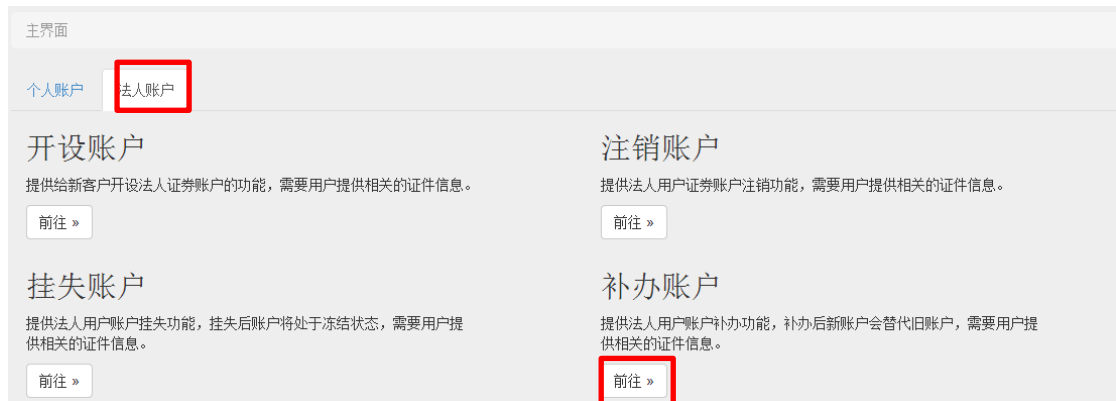 主界面
个人账户 法人账户
开设账户
提供给新客户开设法人证券账户的功能，需要用户提供相关的证件信息。
前往 »
注销账户
提供法人用户证券账户注销功能，需要用户提供相关的证件信息。
前往 »
挂失账户
提供法人用户账户挂失功能，挂失后账户将处于冻结状态，需要用户提
供相关的证件信息。
前往 »
补办账户
提供法人用户账户补办功能，补办后新账户会替代旧账户，需要用户提
供相关的证件信息。
前往 »